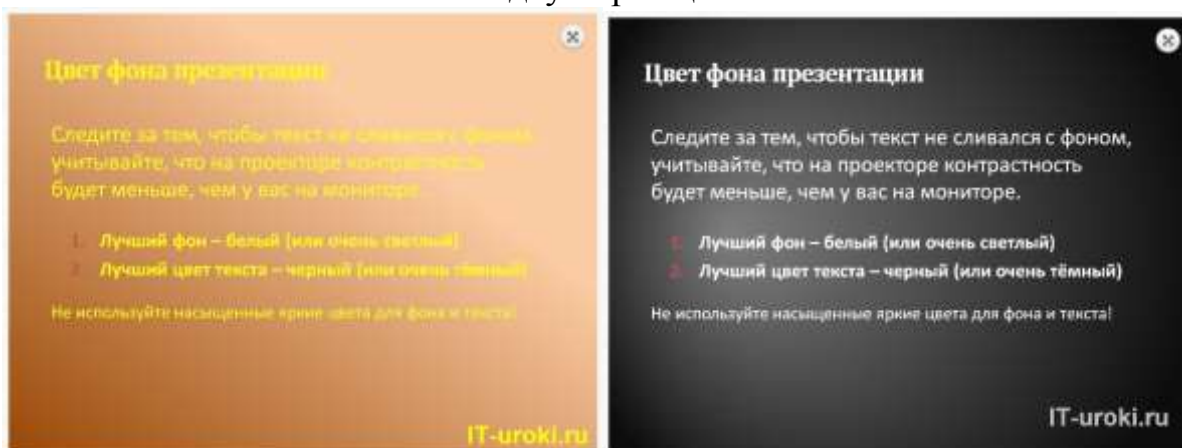 Цвет фона презентации
Следите за тем, чтобы текст не сливался с фоном,
учитывайте, что на проекторе контрастность
будет меньше, чем у вас на мониторе.
1. Лучший фон – белый (или очень светлый)
2. Лучший цвет текста – черный (или очень тёмный)
Не используйте насыщенные яркие цвета для фона и текста!
IT-uroki.ru
Цвет фона презентации
Следите за тем, чтобы текст не сливался с фоном,
учитывайте, что на проекторе контрастность
будет меньше, чем у вас на мониторе.
1. Лучший фон – белый (или очень светлый)
2. Лучший цвет текста – черный (или очень тёмный)
Не используйте насыщенные яркие цвета для фона и текста!
IT-uroki.ru